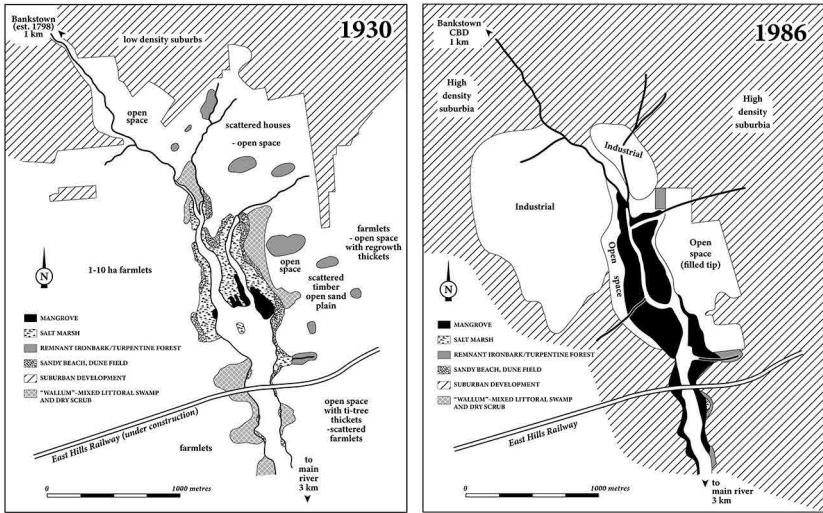 Bankstown
(est. 1798)
1 km
low density suburbs
1930
open
space
scattered houses
- open space
farmlets
- open space
with regrowth
thickets
open
space
scattered
timber
open sand
plain
N
1-10 ha farmlets
MANGROVE
SALT MARSH
REMNANT IRONBARK/TURPENTINE FOREST
SANDY BEACH, DUNE FIELD
SUBURBAN DEVELOPMENT
"WALLUM"-MIXED LITTORAL SWAMP
AND DRY SCRUB
East Hills Railway (under construction)
open space
with ti-tree
thickets
-scattered
farmlets
farmlets
to
main
river
3 km
0 1000 metres
Bankstown
CBD
1 km
1986
High
density
suburbia
High
density
suburbia
Industrial
Industrial
Open
space
Open
space
(filled tip)
N
MANGROVE
SALT MARSH
REMNANT IRONBARK/TURPENTINE FOREST
SANDY BEACH, DUNE FIELD
SUBURBAN DEVELOPMENT
"WALLUM"-MIXED LITTORAL SWAMP
AND DRY SCRUB
East Hills Railway
to
main river
3 km
0 1000 metres